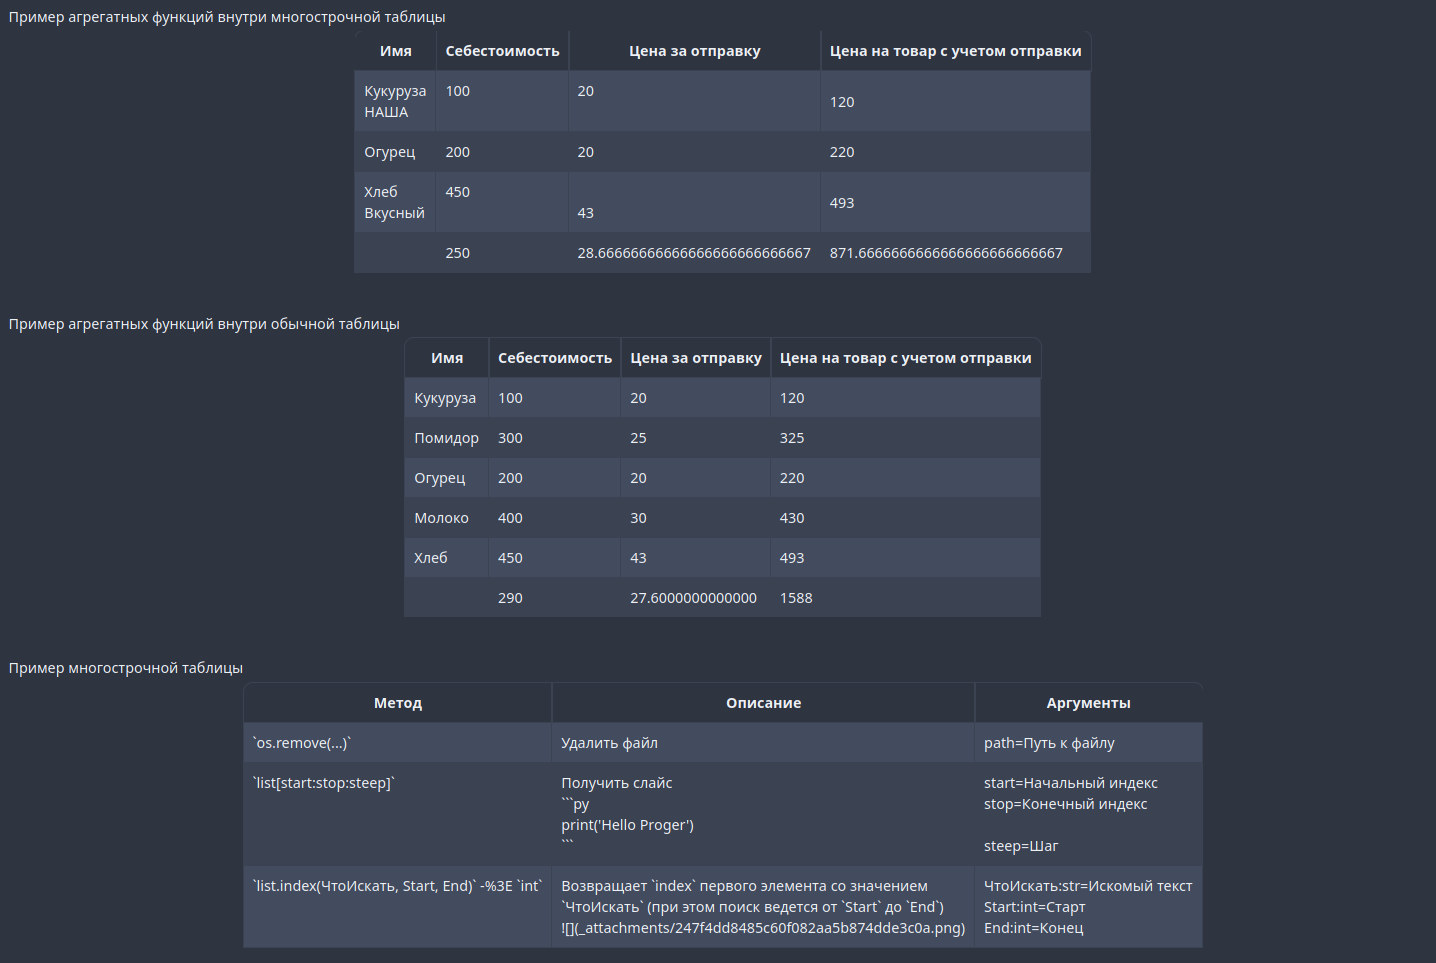 Пример агрегатных функций внутри многострочной таблицы
Имя Себестоимость Цена за отправку Цена на товар с учетом отправки
Кукуруза 100 20 120
НАША
Огурец 200 20 220
Хлеб 450 493
Вкусный 43
250 28.666666666666666666666667 871.6666666666666666666666667
Пример агрегатных функций внутри обычной таблицы
Имя Себестоимость Цена за отправку Цена на товар с учетом отправки
Кукуруза 100 20 120
Помидор 300 25 325
Огурец 200 20 220
Молоко 400 30 430
Хлеб 450 43 493
290 27.6000000000000 1588
Пример многострочной таблицы
Метод Описание Аргументы
`os.remove(...)` Удалить файл path=Путь к файлу
`list[start:stop:steep]` Получить слайс start=Начальный индекс
```py stop=Конечный индекс
print('Hello Proger')
``` steep=Шаг
`list.index(ЧтоИскать, Start, End)` -%3E `int` Возвращает `index` первого элемента со значением ЧтоИскать:str=Искомый текст
`ЧтоИскать` (при этом поиск ведется от `Start` до `End`) Start:int=Старт
![](_attachments/247f4dd8485c60f082aa5b874dde3c0a.png) End:int=Конец